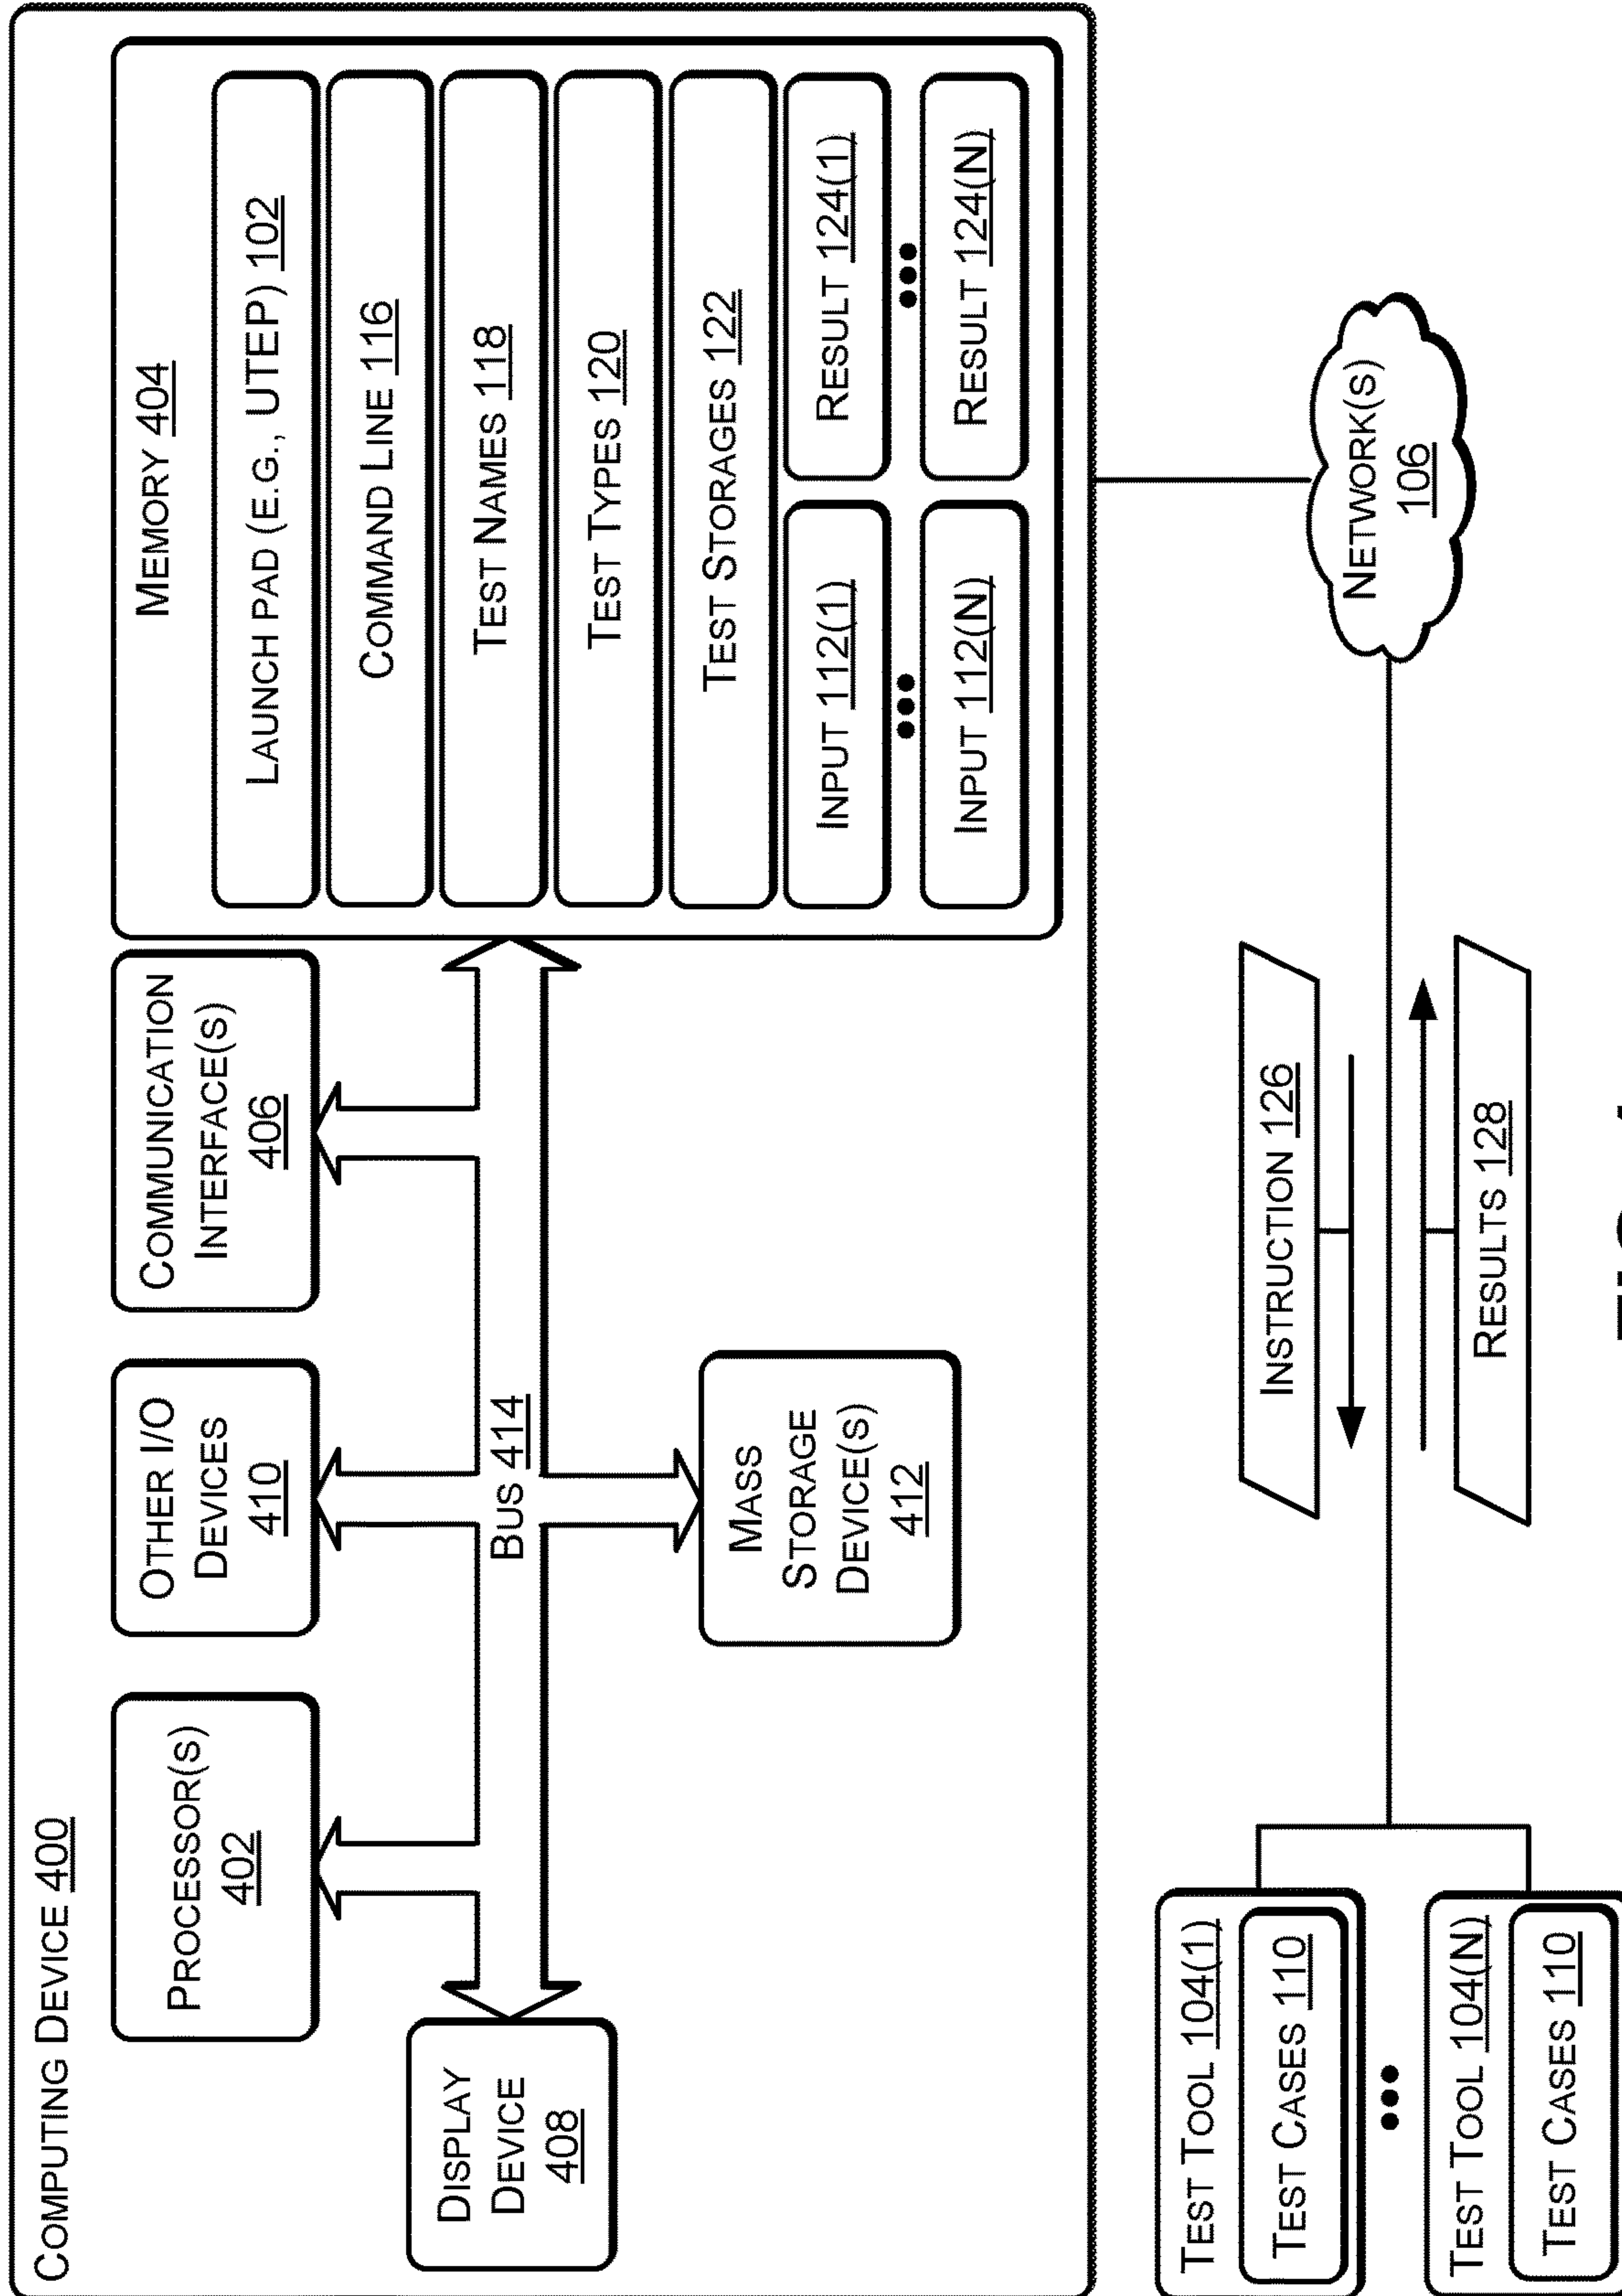 COMPUTING DEVICE 400
PROCESSOR(S)
402
OTHER I/O
DEVICES
410
COMMUNICATION
INTERFACE(S)
406
MEMORY 404
LAUNCH PAD (E.G., UTEP) 102
COMMAND LINE 116
TEST NAMES 118
TEST TYPES 120
TEST STORAGES 122
INPUT 112(1)
RESULT 124(1)
INPUT 112(N)
RESULT 124(N)
DISPLAY
DEVICE
408
BUS 414
MASS
STORAGE
DEVICE(S)
412
TEST TOOL 104(1)
TEST CASES 110
TEST TOOL 104(N)
TEST CASES 110
INSTRUCTION 126
RESULTS 128
NETWORK(S)
106